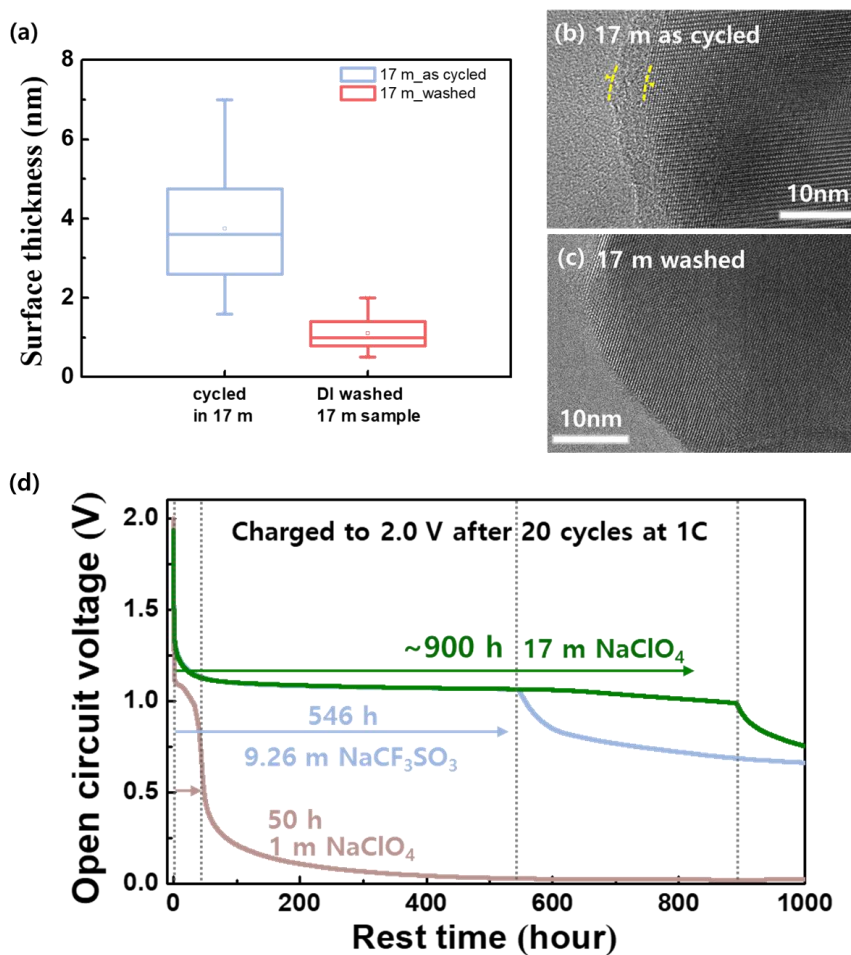 (a)
8
6
4
2
0
Surface thickness (nm)
17 m_as cycled
17 m_washed
cycled
in 17 m
DI washed
17 m sample
(b) 17 m as cycled
10nm
(c) 17 m washed
10nm
(d)
Open circuit voltage (V)
2.0
1.5
1.0
0.5
0.0
Charged to 2.0 V after 20 cycles at 1C
~900 h 17 m NaClO₄
546 h
9.26 m NaCF₃SO₃
50 h
1 m NaClO₄
0
200
400
600
800
1000
Rest time (hour)